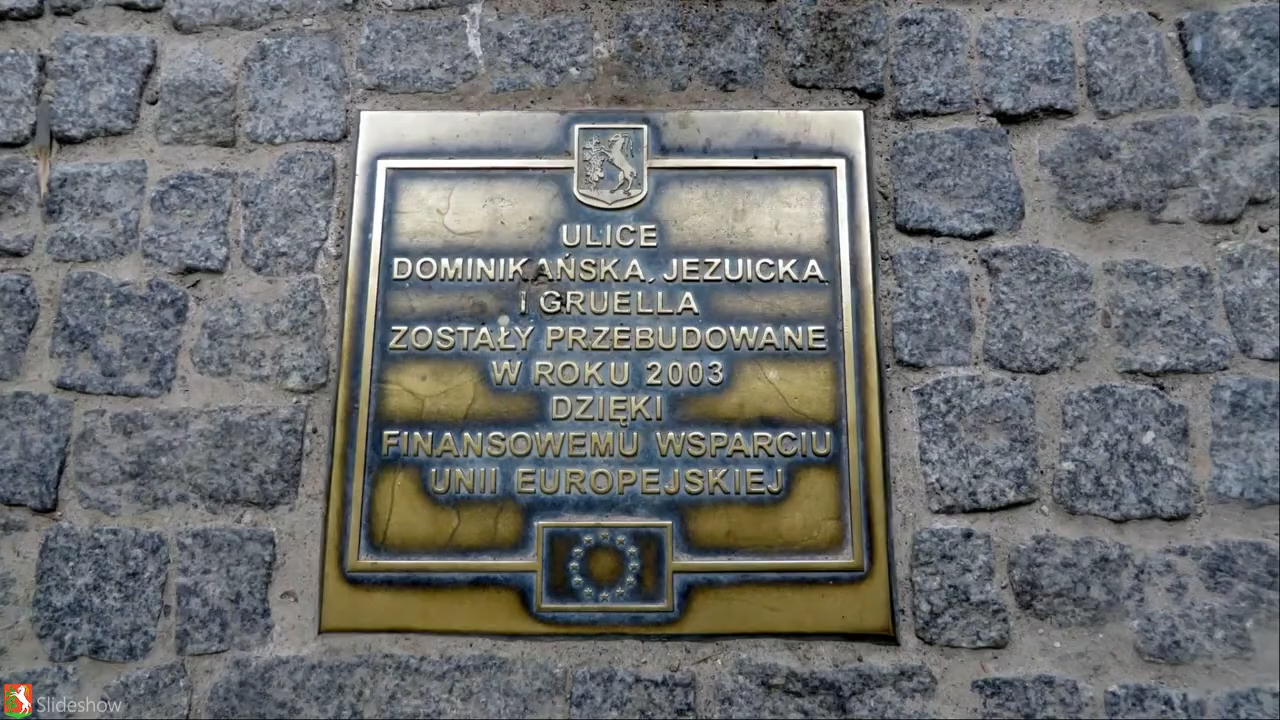 ULICE
DOMINIKAŃSKA, JEZUICKA
I GRUELLA
ZOSTAŁY PRZEBUDOWANE
W ROKU 2003
DZIĘKI
FINANSOWEMU WSPARCIU
UNII EUROPEJSKIEJ
Slideshow